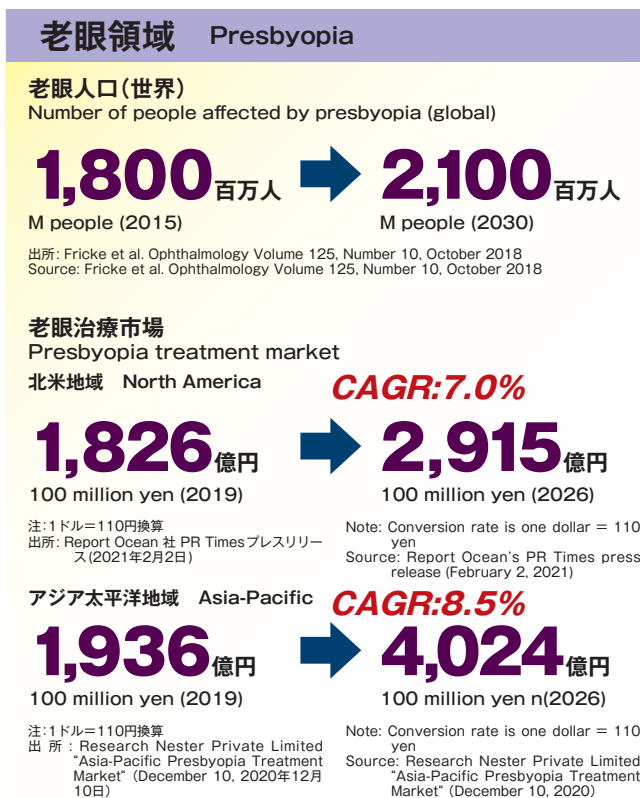 老眼領域 Presbyopia
老眼人口（世界）
Number of people affected by presbyopia (global)
1,800百万人 2,100百万人
M people (2015) M people (2030)
出所: Fricke et al. Ophthalmology Volume 125, Number 10, October 2018
Source: Fricke et al. Ophthalmology Volume 125, Number 10, October 2018
老眼治療市場
Presbyopia treatment market
北米地域 North America CAGR:7.0%
1,826億円 2,915億円
100 million yen (2019) 100 million yen (2026)
注:1ドル＝110円換算
出所: Report Ocean 社 PR Timesプレスリリー
ス(2021年2月2日)
Note: Conversion rate is one dollar = 110
yen
Source: Report Ocean's PR Times press
release (February 2, 2021)
アジア太平洋地域 Asia-Pacific CAGR:8.5%
1,936億円 4,024億円
100 million yen (2019) 100 million yen n(2026)
注:1ドル＝110円換算
出所: Research Nester Private Limited
"Asia-Pacific Presbyopia Treatment
Market" (December 10, 2020年12月
10日)
Note: Conversion rate is one dollar = 110
yen
Source: Research Nester Private Limited
"Asia-Pacific Presbyopia Treatment
Market" (December 10, 2020)